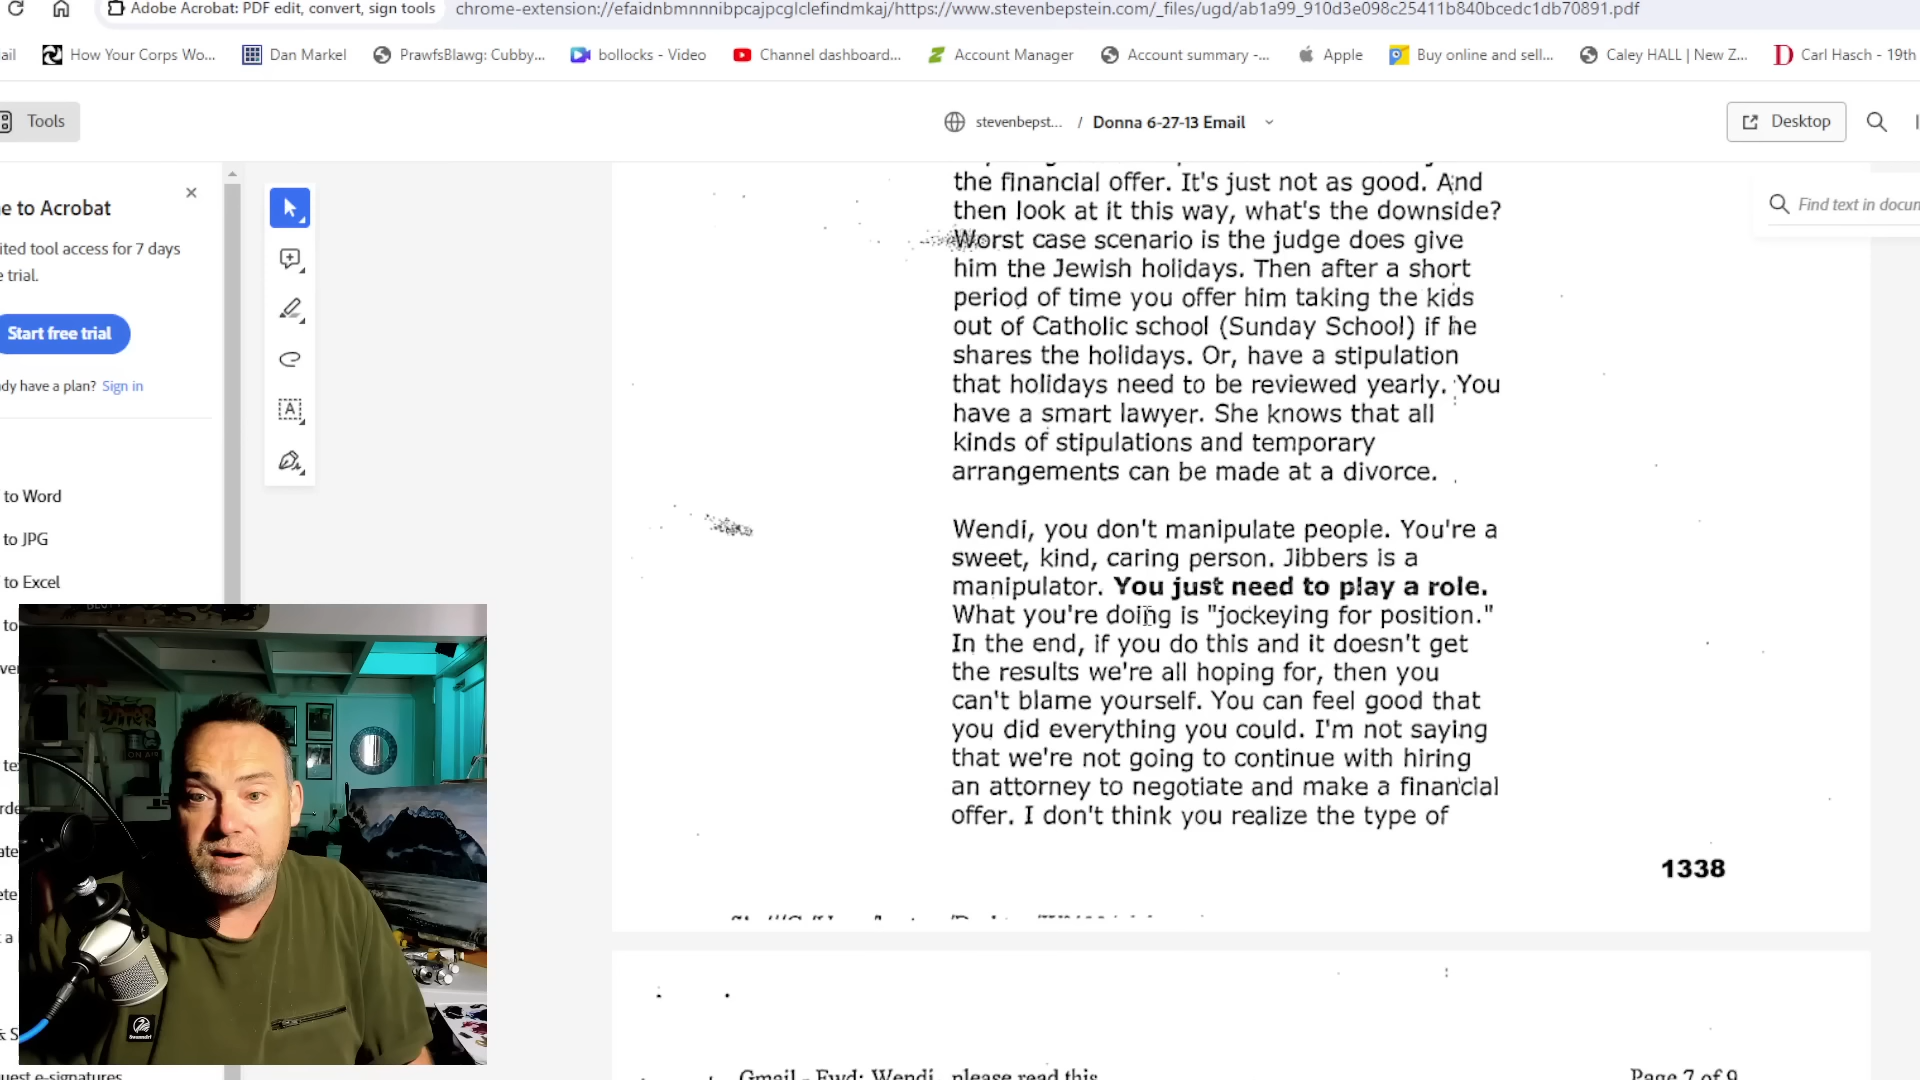 Adobe Acrobat: PDF edit, convert, sign tools
chrome-extension://efaidnbmnnnibpcajpcglclefindmkaj/https://www.stevenbepstein.com/_files/ugd/ab1a99_910d3e098c25411b840bcedc1db70891.pdf
ail
How Your Corps Wo...
Dan Markel
PrawfsBlawg: Cubby...
bollocks - Video
Channel dashboard...
Account Manager
Account summary -...
Apple
Buy online and sell...
Caley HALL | New Z...
Carl Hasch - 19th
Tools
stevenbepst... / Donna 6-27-13 Email
Desktop
Find text in docum
e to Acrobat
ited tool access for 7 days
e trial.
Start free trial
dy have a plan? Sign in
to Word
to JPG
to Excel
the financial offer. It's just not as good. And
then look at it this way, what's the downside?
Worst case scenario is the judge does give
him the Jewish holidays. Then after a short
period of time you offer him taking the kids
out of Catholic school (Sunday School) if he
shares the holidays. Or, have a stipulation
that holidays need to be reviewed yearly. You
have a smart lawyer. She knows that all
kinds of stipulations and temporary
arrangements can be made at a divorce.
Wendi, you don't manipulate people. You're a
sweet, kind, caring person. Jibbers is a
manipulator. You just need to play a role.
What you're doing is "jockeying for position."
In the end, if you do this and it doesn't get
the results we're all hoping for, then you
can't blame yourself. You can feel good that
you did everything you could. I'm not saying
that we're not going to continue with hiring
an attorney to negotiate and make a financial
offer. I don't think you realize the type of
1338
Gmail - Fwd: Wendi, please read this
Page 7 of 9
ON AIR
Swanndri
uest e-signatures